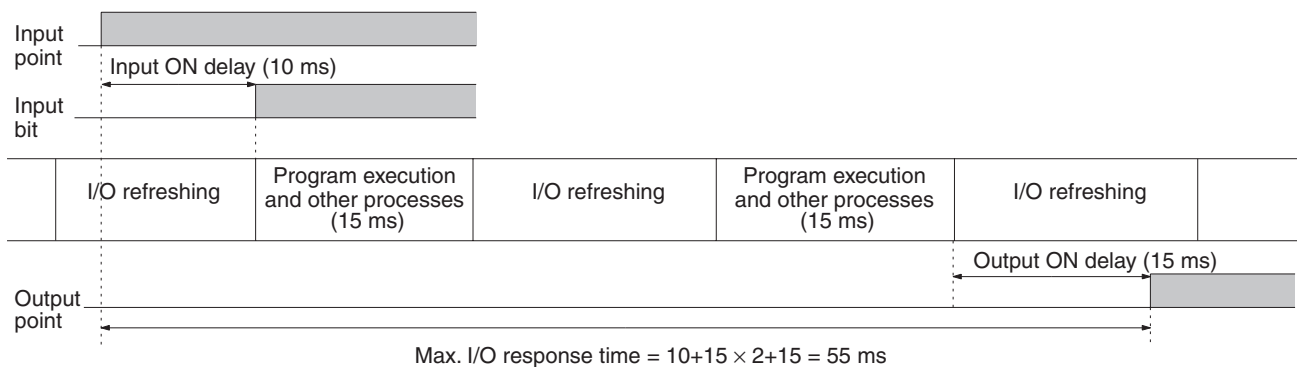 Input
point
Input ON delay (10 ms)
Input
bit
I/O refreshing
Program execution
and other processes
(15 ms)
I/O refreshing
Program execution
and other processes
(15 ms)
I/O refreshing
Output ON delay (15 ms)
Output
point
Max. I/O response time = 10+15 × 2+15 = 55 ms